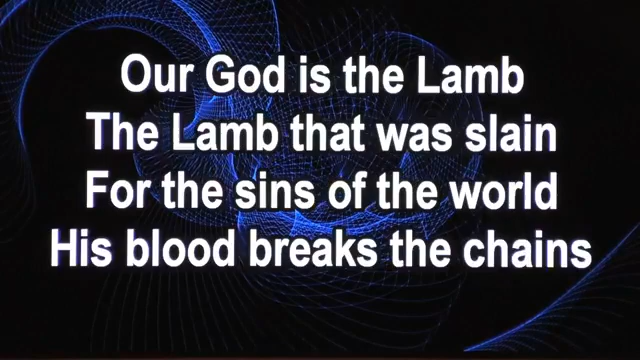 Our God is the Lamb
The Lamb that was slain
For the sins of the world
His blood breaks the chains